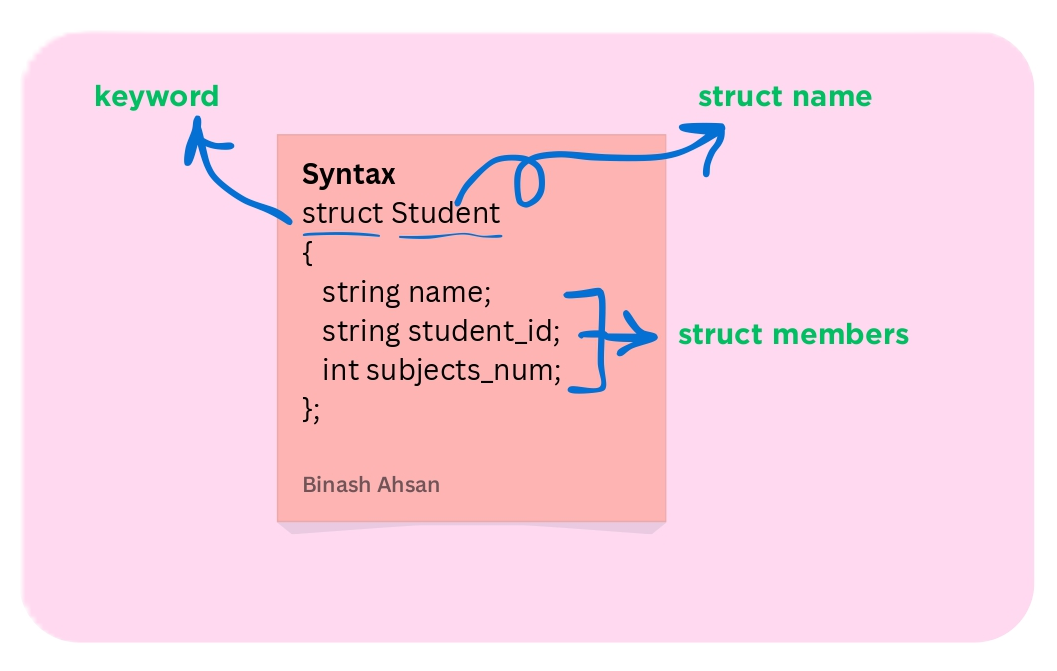 keyword
struct name
Syntax
struct Student
{
string name;
string student_id;
int subjects_num;
};
struct members
Binash Ahsan